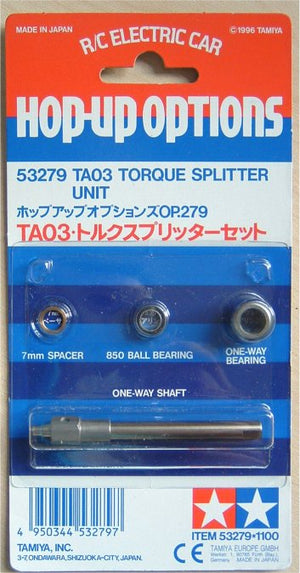 MADE IN JAPAN
R/C ELECTRIC CAR
©1996 TAMIYA
HOP-UP OPTIONS
53279 TA03 TORQUE SPLITTER
UNIT
ホップアップオプションズOP.279
TA03・トルクスプリッターセット
7mm SPACER
850 BALL BEARING
ONE-WAY
BEARING
ONE-WAY SHAFT
4 950344 532797
ITEM 53279・1100
TAMIYA, INC.
3-7, ONDAWARA, SHIZUOKA-CITY, JAPAN
TAMIYA EUROPE GMBH
MADE IN JAPAN